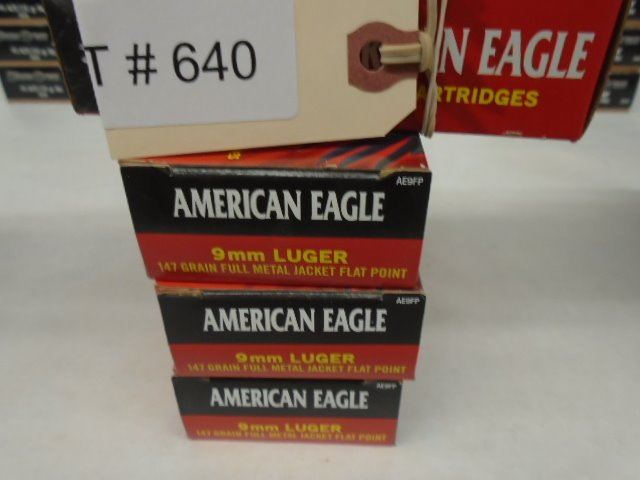 T # 640
N EAGLE
ARTRIDGES
AE9FP
AMERICAN EAGLE
9mm LUGER
147 GRAIN FULL METAL JACKET FLAT POINT
AE9FP
AMERICAN EAGLE
9mm LUGER
147 GRAIN FULL METAL JACKET FLAT POINT
AE9FP
AMERICAN EAGLE
9mm LUGER
147 GRAIN FULL METAL JACKET FLAT POINT